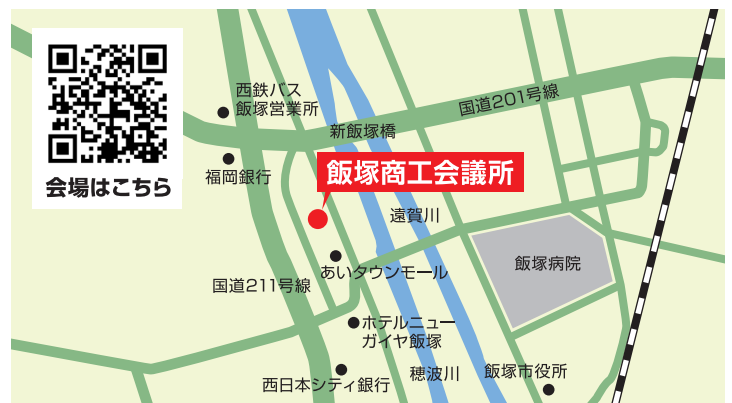 会場はこちら
西鉄バス
飯塚営業所
国道201号線
新飯塚橋
福岡銀行
飯塚商工会議所
遠賀川
あいタウンモール
飯塚病院
国道211号線
ホテルニュー
ガイヤ飯塚
西日本シティ銀行
穂波川
飯塚市役所